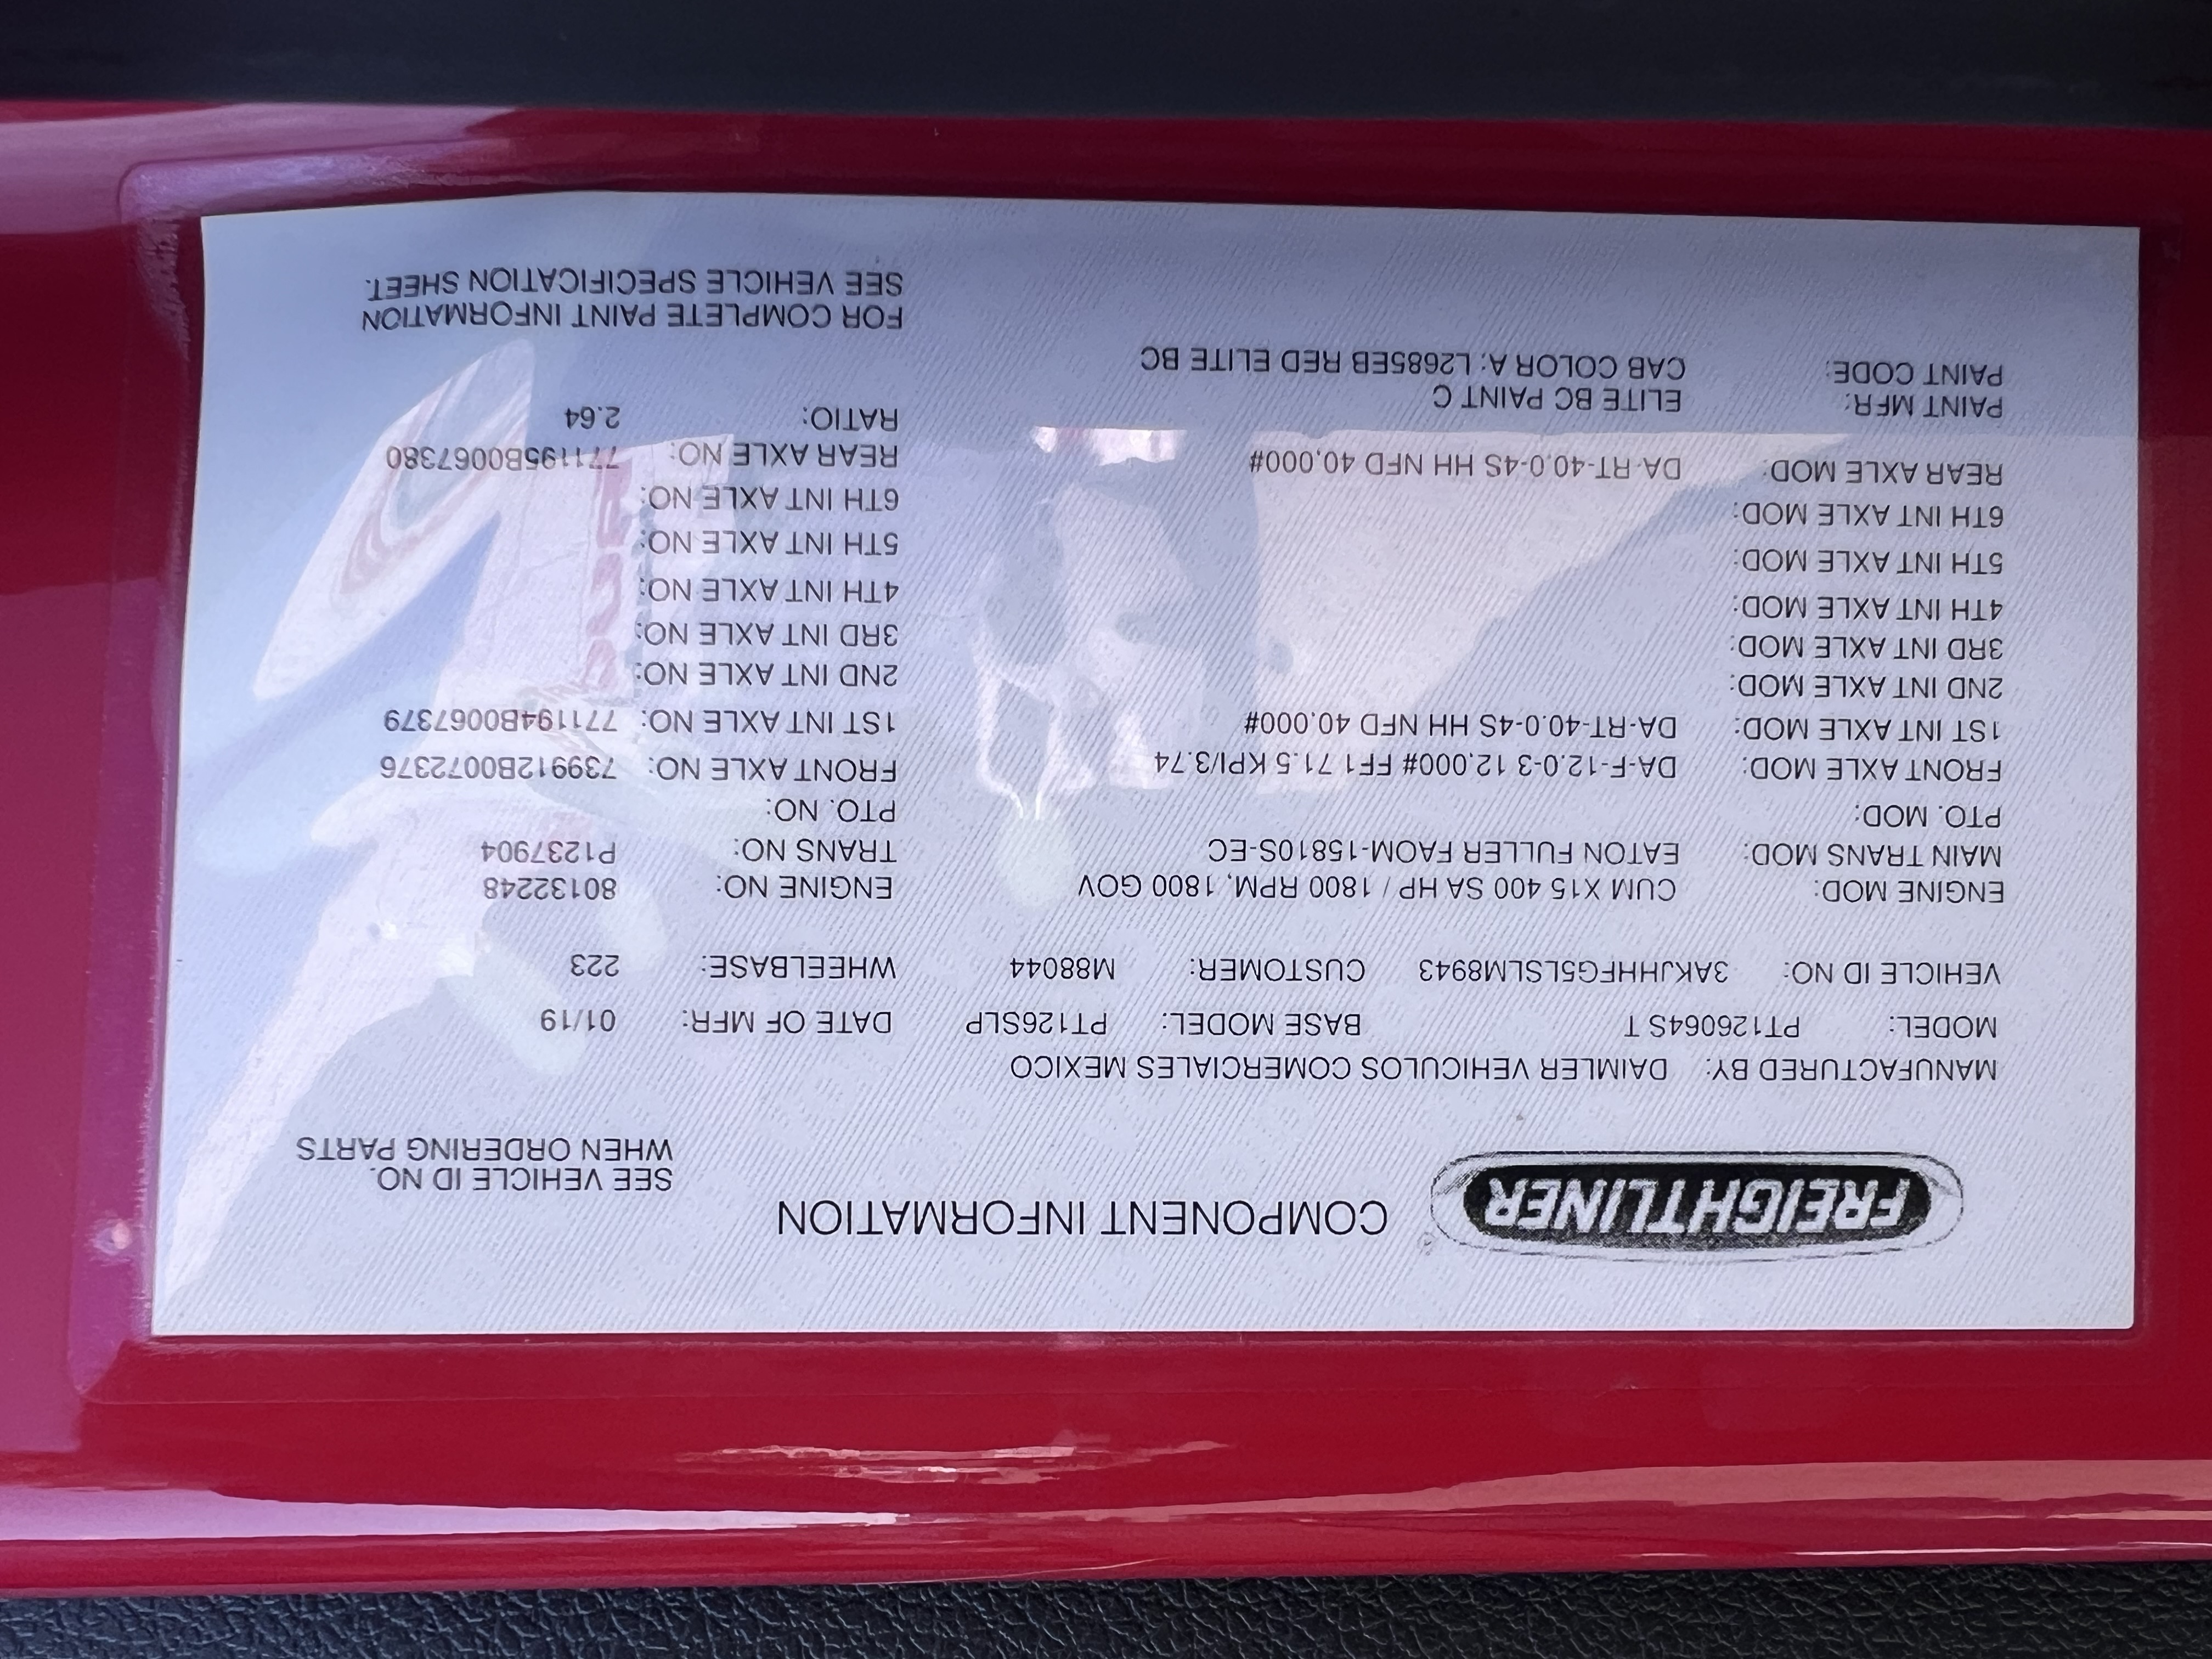 FREIGHTLINER
COMPONENT INFORMATION
SEE VEHICLE ID NO.
WHEN ORDERING PARTS
MANUFACTURED BY: DAIMLER VEHICULOS COMERCIALES MEXICO
MODEL: PT126064S T BASE MODEL: PT126SLP DATE OF MFR: 01/19
VEHICLE ID NO: 3AKJHHFG5LSLM8943 CUSTOMER: M88044 WHEELBASE: 223
ENGINE MOD: CUM X15 400 SA HP / 1800 RPM, 1800 GOV ENGINE NO: 80132248
MAIN TRANS MOD: EATON FULLER FAOM-15810S-EC TRANS NO: P1237904
PTO. MOD: PTO. NO:
FRONT AXLE MOD: DA-F-12.0-3 12,000# FF1 71.5 KPI/3.74 FRONT AXLE NO: 739912B0072376
1ST INT AXLE MOD: DA-RT-40.0-4S HH NFD 40,000# 1ST INT AXLE NO: 771194B0067379
2ND INT AXLE MOD: 2ND INT AXLE NO:
3RD INT AXLE MOD: 3RD INT AXLE NO:
4TH INT AXLE MOD: 4TH INT AXLE NO:
5TH INT AXLE MOD: 5TH INT AXLE NO:
6TH INT AXLE MOD: 6TH INT AXLE NO:
REAR AXLE MOD: DA-RT-40.0-4S HH NFD 40,000# REAR AXLE NO: 771195B0067380
RATIO: 2.64
PAINT MFR: ELITE BC PAINT C
PAINT CODE: CAB COLOR A: L2685EB RED ELITE BC
FOR COMPLETE PAINT INFORMATION
SEE VEHICLE SPECIFICATION SHEET.